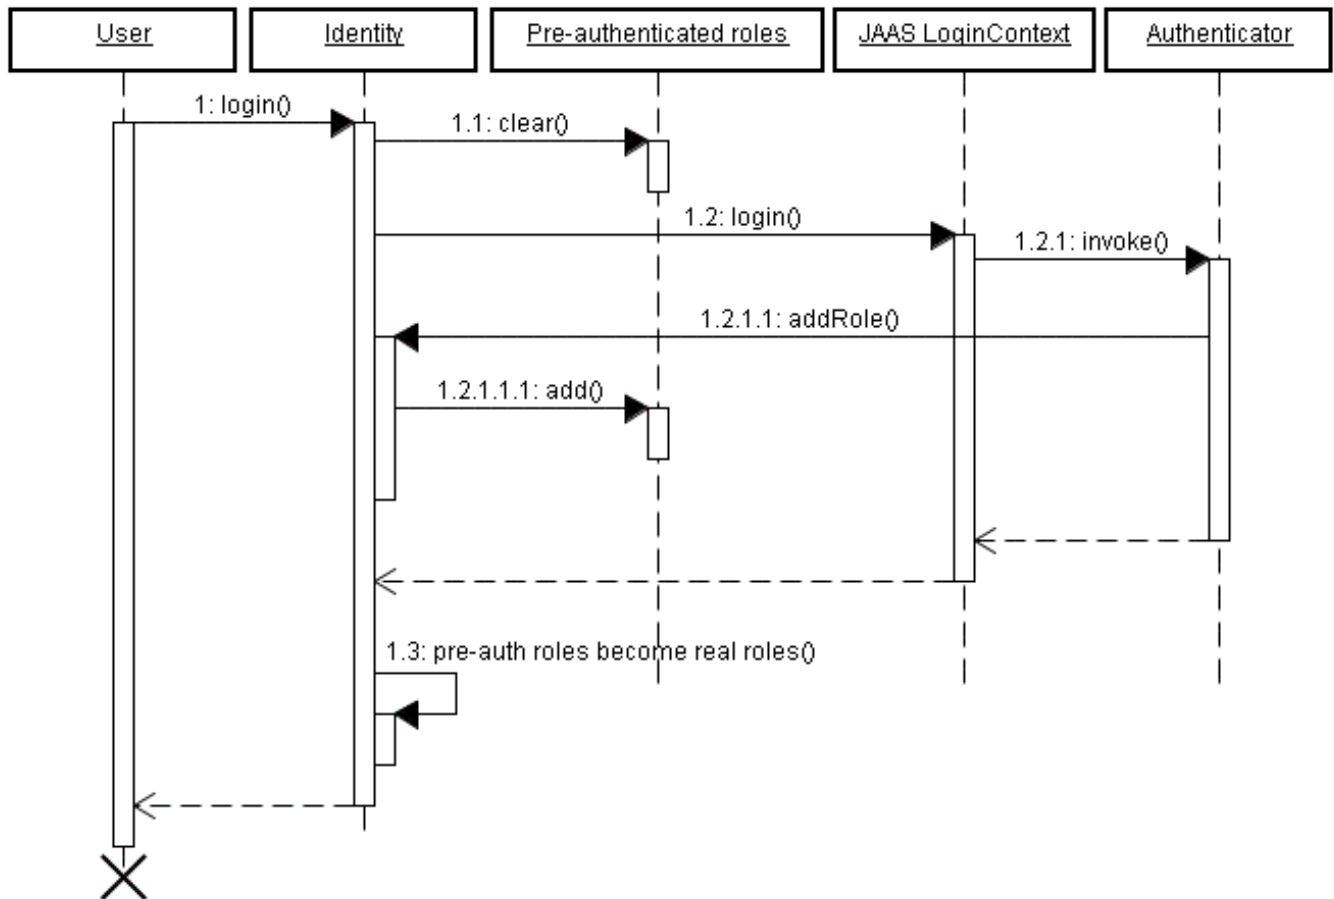 User
Identity
Pre-authenticated roles
JAAS LoginContext
Authenticator
1: login()
1.1: clear()
1.2: login()
1.2.1: invoke()
1.2.1.1: addRole()
1.2.1.1.1: add()
1.3: pre-auth roles become real roles()